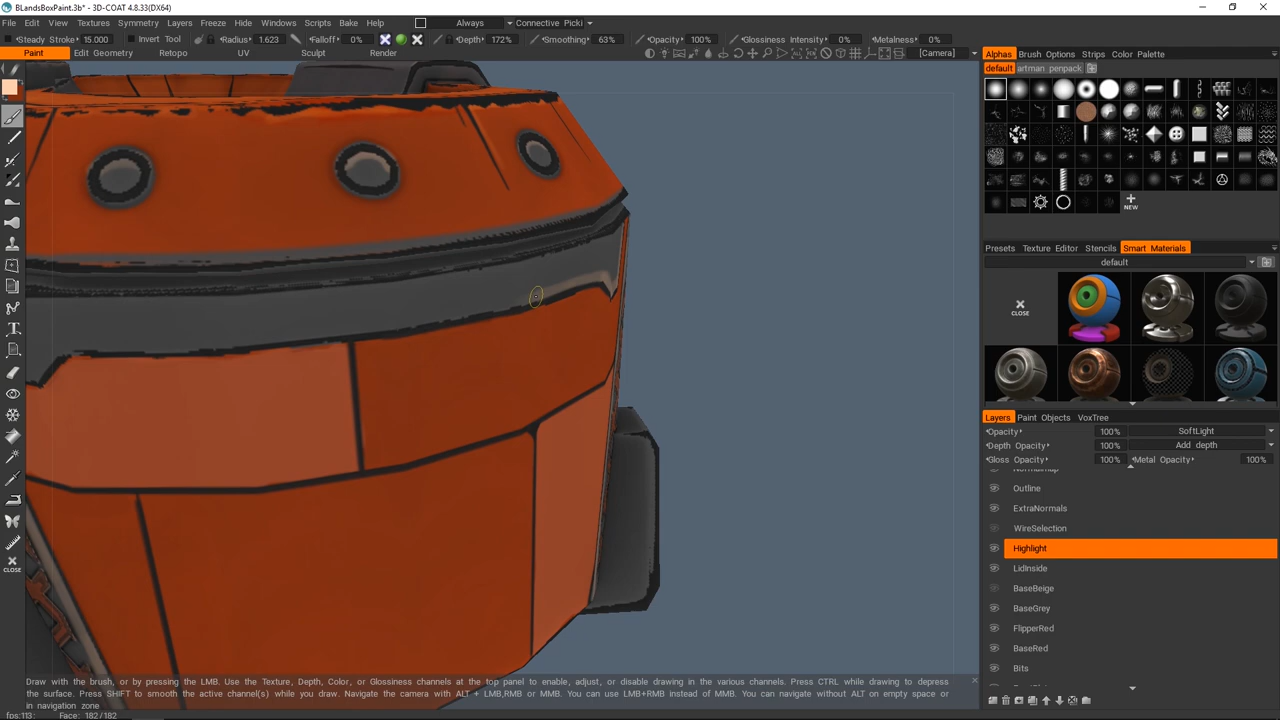 BLandsBoxPaint.3b* - 3D-COAT 4.8.33(DX64)
File Edit View Textures Symmetry Layers Freeze Hide Windows Scripts Bake Help Always Connective Picki
Steady Stroke 15.000 Invert Tool Radius 1.623 Falloff 0% Depth 172% Smoothing 63% Opacity 100% Glossiness Intensity 0% Metalness 0%
Paint Edit Geometry Retopo UV Sculpt Render [Camera]
Alphas Brush Options Strips Color Palette
default artman penpack
NEW
Presets Texture Editor Stencils Smart Materials
default
CLOSE
Layers Paint Objects VoxTree
Opacity 100% SoftLight
Depth Opacity 100% Add depth
Gloss Opacity 100% Metal Opacity 100%
Normalmap
Outline
ExtraNormals
WireSelection
Highlight
LidInside
BaseBeige
BaseGrey
FlipperRed
BaseRed
Bits
CLOSE
Draw with the brush, or by pressing the LMB. Use the Texture, Depth, Color, or Glossiness channels at the top panel to enable, adjust, or disable drawing in the various channels. Press CTRL while drawing to depress
the surface. Press SHIFT to smooth the active channel(s) while you draw. Navigate the camera with ALT + LMB,RMB or MMB. You can use LMB+RMB instead of MMB. You can navigate without ALT on empty space or
in navigation zone
fps:113; Face: 182/182